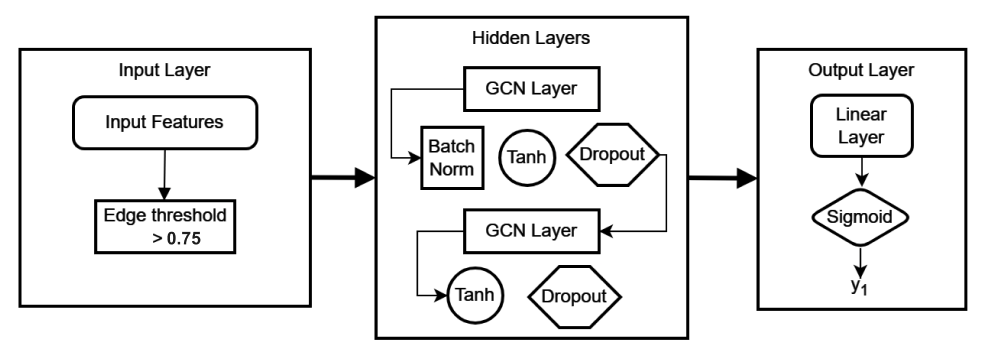 Input Layer
Input Features
Edge threshold
> 0.75
Hidden Layers
GCN Layer
Batch
Norm
Tanh
Dropout
GCN Layer
Tanh
Dropout
Output Layer
Linear
Layer
Sigmoid
y₁